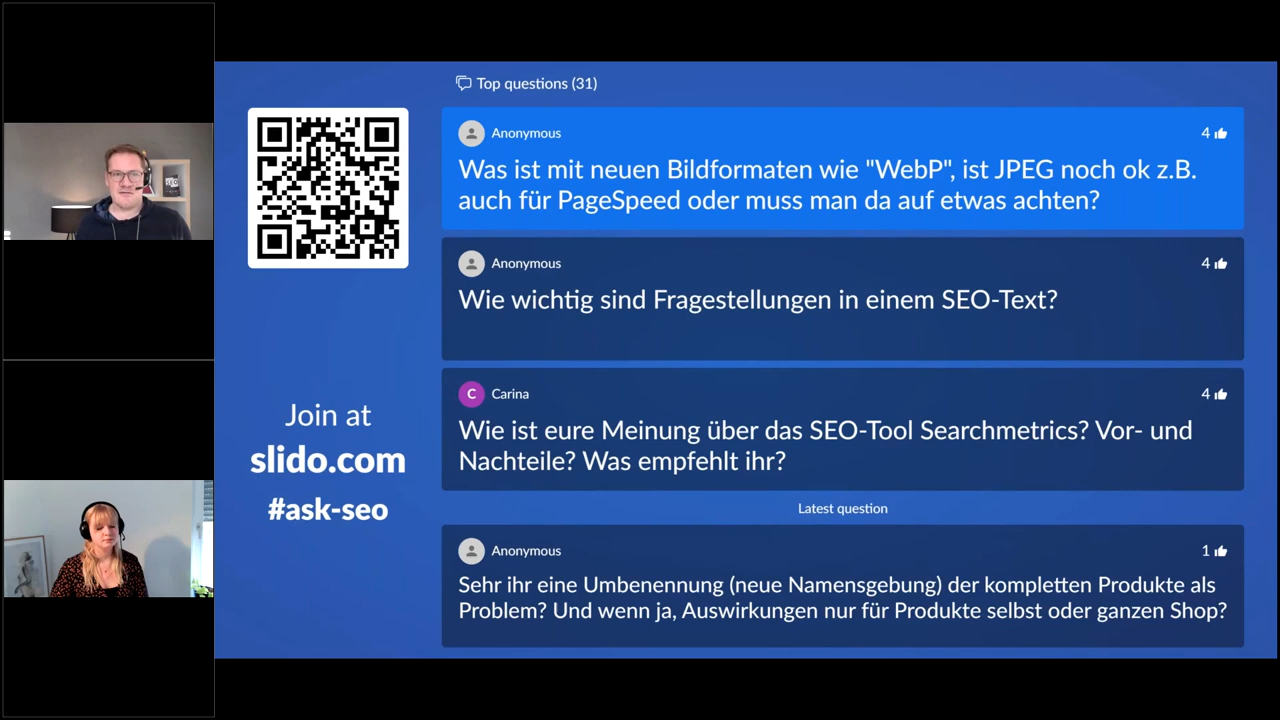 Top questions (31)
Anonymous
4
Was ist mit neuen Bildformaten wie "WebP", ist JPEG noch ok z.B.
auch für PageSpeed oder muss man da auf etwas achten?
Anonymous
4
Wie wichtig sind Fragestellungen in einem SEO-Text?
C Carina
4
Wie ist eure Meinung über das SEO-Tool Searchmetrics? Vor- und
Nachteile? Was empfehlt ihr?
Latest question
Anonymous
1
Sehr ihr eine Umbenennung (neue Namensgebung) der kompletten Produkte als
Problem? Und wenn ja, Auswirkungen nur für Produkte selbst oder ganzen Shop?
Join at
slido.com
#ask-seo